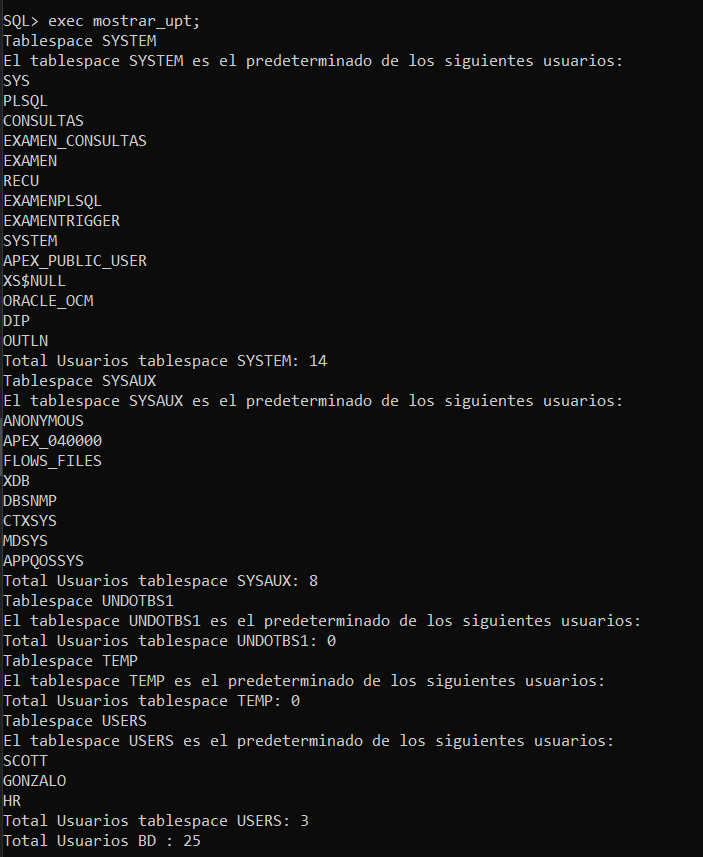 SQL> exec mostrar_upt;
Tablespace SYSTEM
El tablespace SYSTEM es el predeterminado de los siguientes usuarios:
SYS
PLSQL
CONSULTAS
EXAMEN_CONSULTAS
EXAMEN
RECU
EXAMENPLSQL
EXAMENTRIGGER
SYSTEM
APEX_PUBLIC_USER
XS$NULL
ORACLE_OCM
DIP
OUTLN
Total Usuarios tablespace SYSTEM: 14
Tablespace SYSAUX
El tablespace SYSAUX es el predeterminado de los siguientes usuarios:
ANONYMOUS
APEX_040000
FLOWS_FILES
XDB
DBSNMP
CTXSYS
MDSYS
APPQOSSYS
Total Usuarios tablespace SYSAUX: 8
Tablespace UNDOTBS1
El tablespace UNDOTBS1 es el predeterminado de los siguientes usuarios:
Total Usuarios tablespace UNDOTBS1: 0
Tablespace TEMP
El tablespace TEMP es el predeterminado de los siguientes usuarios:
Total Usuarios tablespace TEMP: 0
Tablespace USERS
El tablespace USERS es el predeterminado de los siguientes usuarios:
SCOTT
GONZALO
HR
Total Usuarios tablespace USERS: 3
Total Usuarios BD : 25